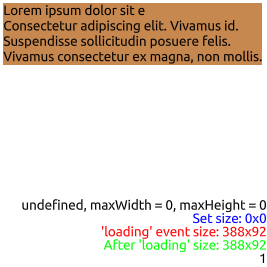 Lorem ipsum dolor sit e
Consectetur adipiscing elit. Vivamus id.
Suspendisse sollicitudin posuere felis.
Vivamus consectetur ex magna, non mollis.
undefined, maxWidth = 0, maxHeight = 0
Set size: 0x0
'loading' event size: 388x92
After 'loading' size: 388x92
1